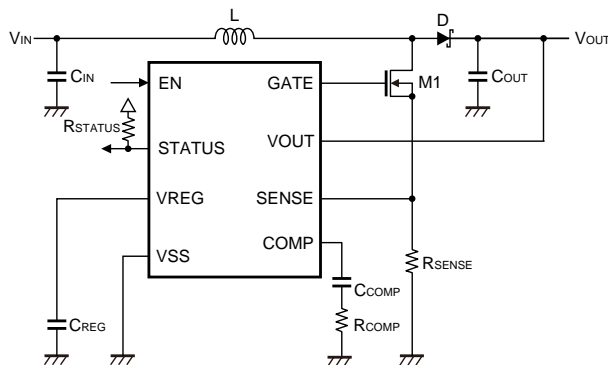 L
D
VIN
VOUT
CIN
EN
GATE
M1
COUT
RSTATUS
STATUS
VOUT
VREG
SENSE
COMP
VSS
RSENSE
CCOMP
CREG
RCOMP